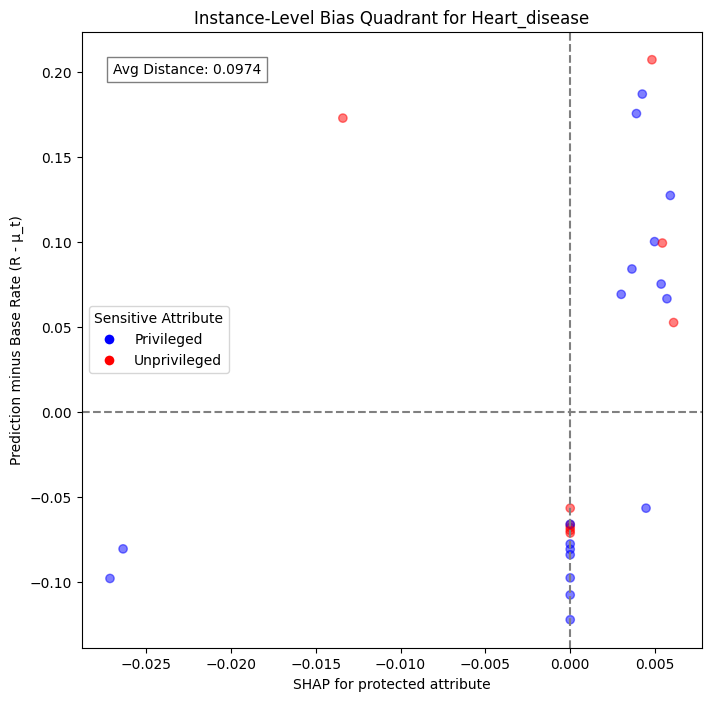 Instance-Level Bias Quadrant for Heart_disease
Avg Distance: 0.0974
Sensitive Attribute
Privileged
Unprivileged
Prediction minus Base Rate (R - μ_t)
0.20
0.15
0.10
0.05
0.00
−0.05
−0.10
−0.025
−0.020
−0.015
−0.010
−0.005
0.000
0.005
SHAP for protected attribute